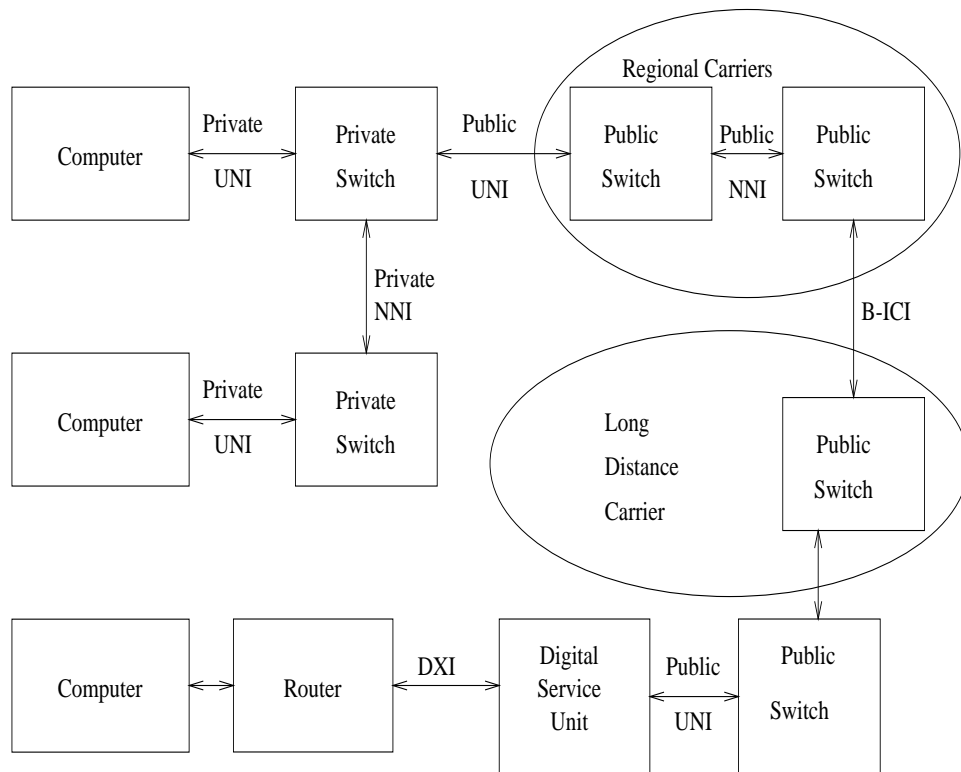 Regional Carriers
Computer
Private
UNI
Private
Switch
Public
UNI
Public
Switch
Public
NNI
Public
Switch
Private
NNI
B-ICI
Computer
Private
UNI
Private
Switch
Long
Distance
Carrier
Public
Switch
Computer
Router
DXI
Digital
Service
Unit
Public
UNI
Public
Switch